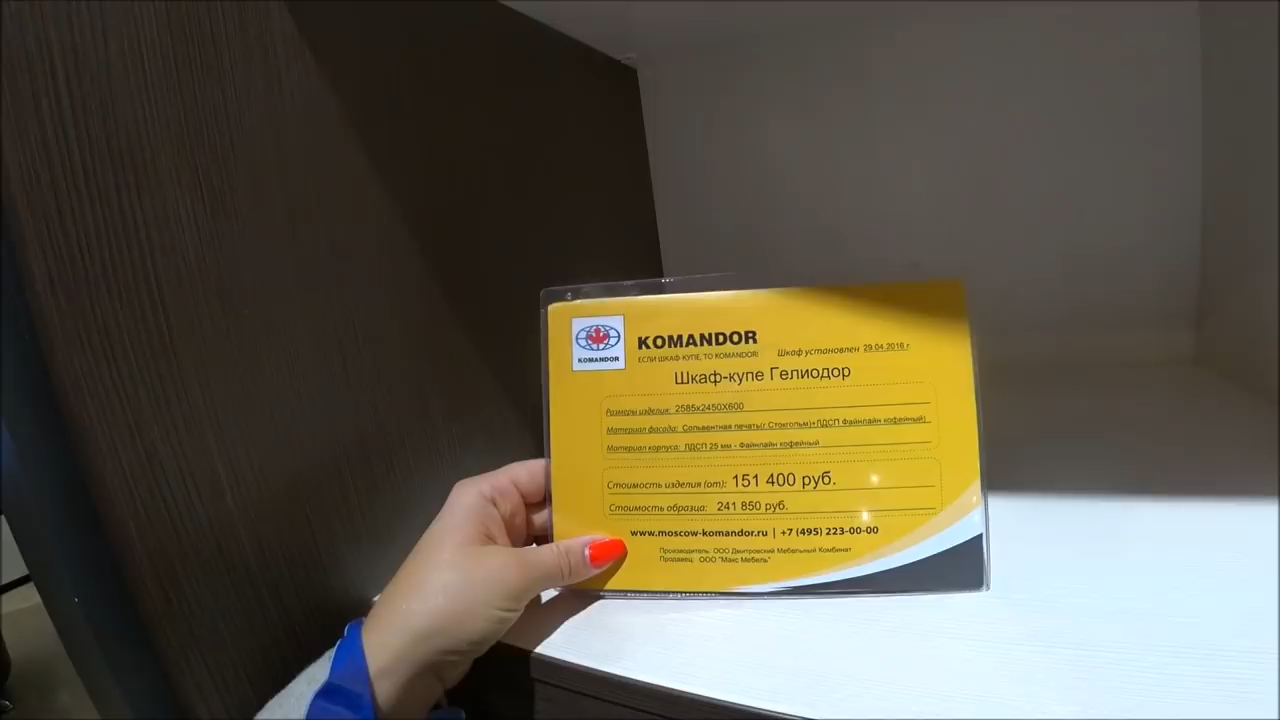 KOMANDOR
KOMANDOR
ЕСЛИ ШКАФ-КУПЕ, ТО KOMANDOR!
Шкаф установлен 29.04.2016 г.
Шкаф-купе Гелиодор
Размеры изделия: 2585x2450X600
Материал фасада: Сольвентная печать(г.Стокгольм)+ЛДСП Файнлайн кофейный)
Материал корпуса: ЛДСП 25 мм - Файнлайн кофейный
Стоимость изделия (от): 151 400 руб.
Стоимость образца: 241 850 руб.
www.moscow-komandor.ru | +7 (495) 223-00-00
Производитель: ООО Дмитровский Мебельный Комбинат
Продавец: ООО "Макс Мебель"